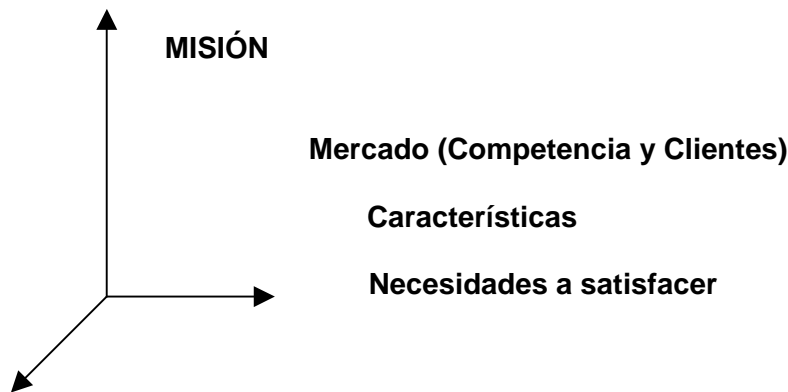 MISIÓN
Mercado (Competencia y Clientes)
Características
Necesidades a satisfacer